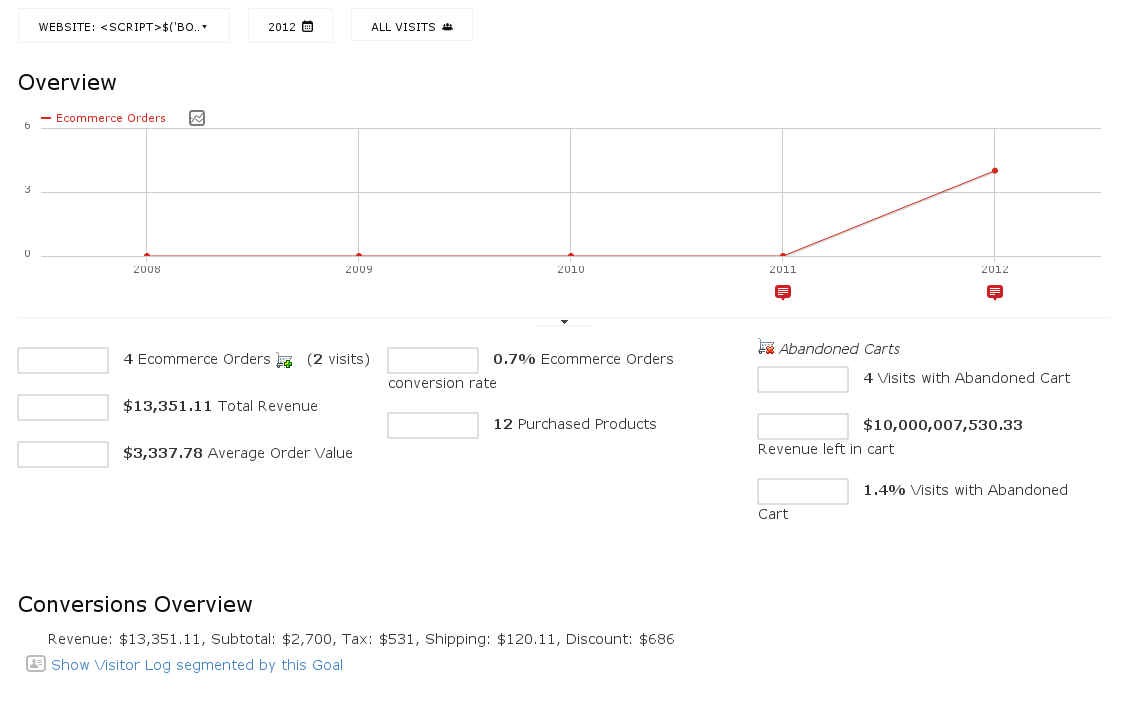 WEBSITE: <SCRIPT>$('BO.. 2012 ALL VISITS
Overview
Ecommerce Orders
6
3
0
2008 2009 2010 2011 2012
4 Ecommerce Orders (2 visits)
$13,351.11 Total Revenue
$3,337.78 Average Order Value
0.7% Ecommerce Orders
conversion rate
12 Purchased Products
Abandoned Carts
4 Visits with Abandoned Cart
$10,000,007,530.33
Revenue left in cart
1.4% Visits with Abandoned
Cart
Conversions Overview
Revenue: $13,351.11, Subtotal: $2,700, Tax: $531, Shipping: $120.11, Discount: $686
Show Visitor Log segmented by this Goal